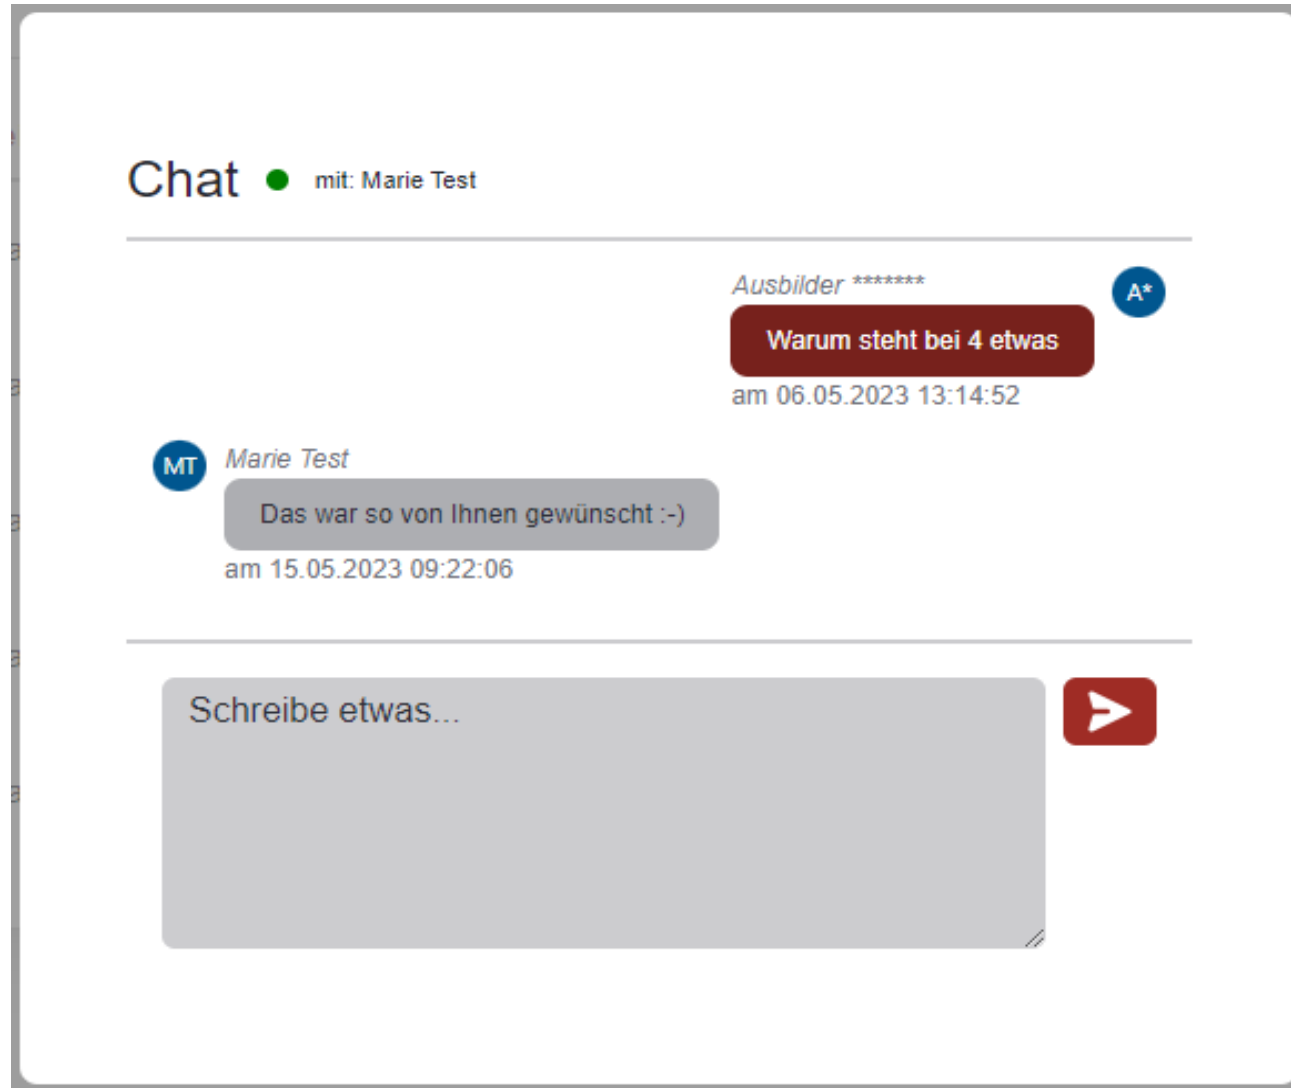 Chat mit: Marie Test
Ausbilder *******
A*
Warum steht bei 4 etwas
am 06.05.2023 13:14:52
MT
Marie Test
Das war so von Ihnen gewünscht :-)
am 15.05.2023 09:22:06
Schreibe etwas...